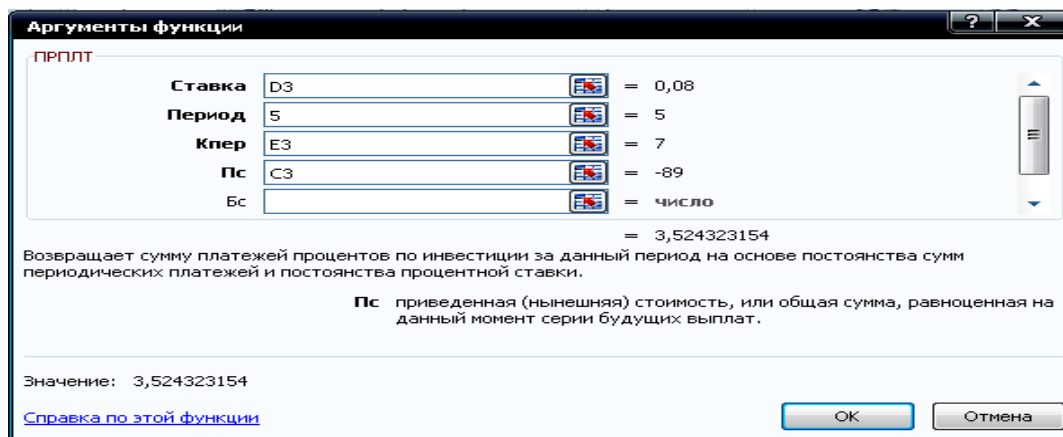 Аргументы функции
ПРПЛТ
Ставка D3 = 0,08
Период 5 = 5
Кпер E3 = 7
Пс C3 = -89
Бс = число
= 3,524323154
Возвращает сумму платежей процентов по инвестиции за данный период на основе постоянства сумм
периодических платежей и постоянства процентной ставки.
Пс приведенная (нынешняя) стоимость, или общая сумма, равноценная на
данный момент серии будущих выплат.
Значение: 3,524323154
Справка по этой функции ОК Отмена